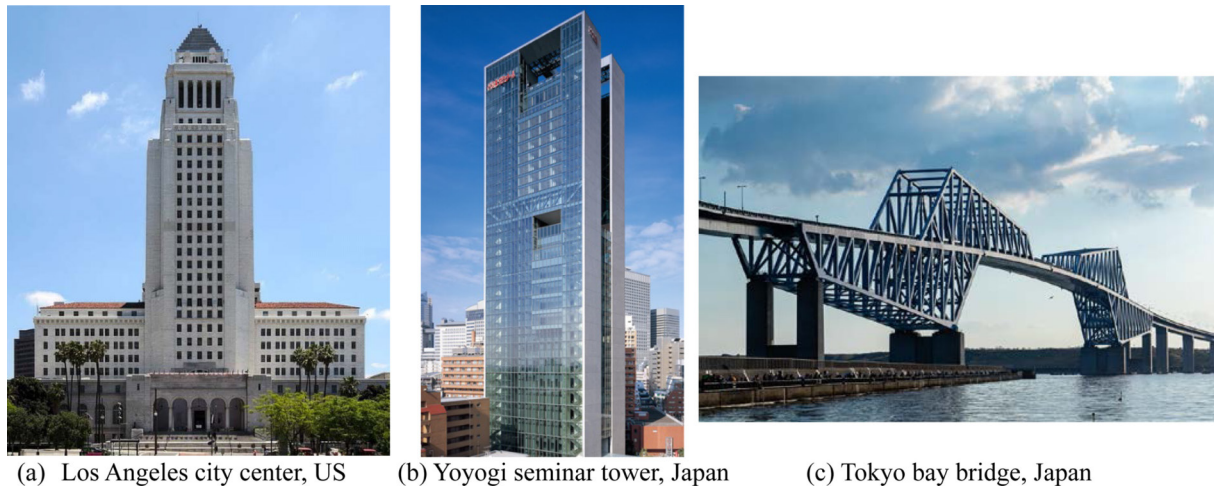 (a) Los Angeles city center, US
(b) Yoyogi seminar tower, Japan
(c) Tokyo bay bridge, Japan